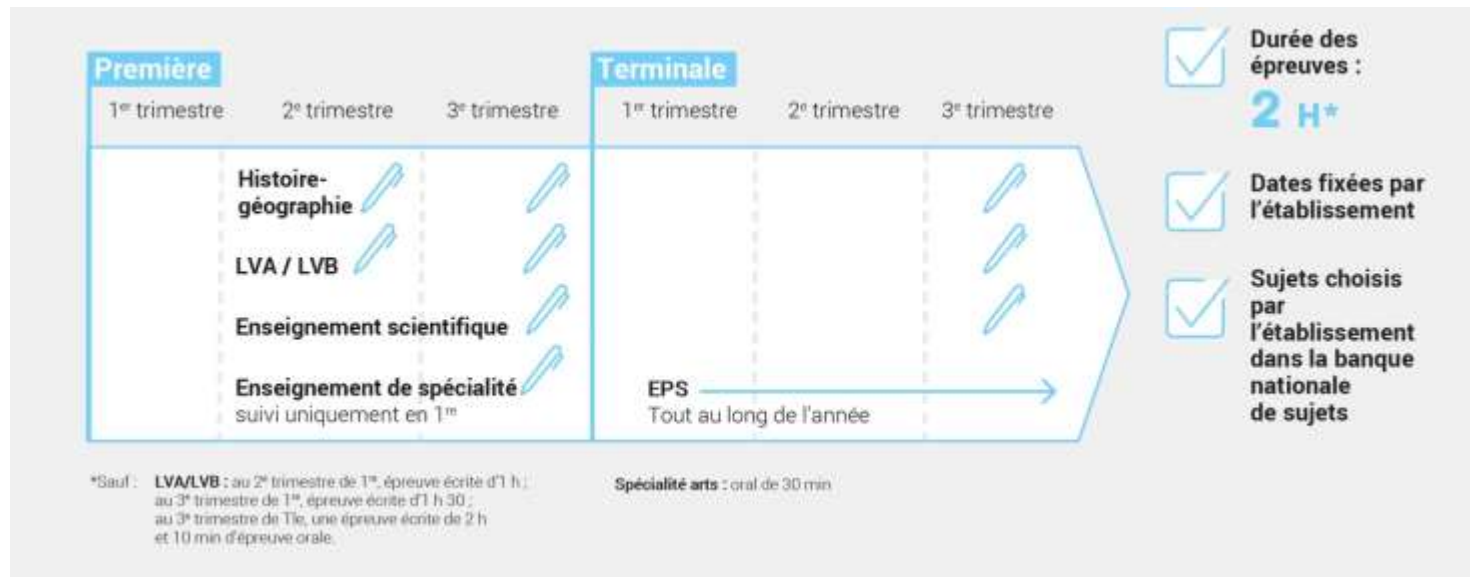 Première
Terminale
1er trimestre
2e trimestre
3e trimestre
1er trimestre
2e trimestre
3e trimestre
Histoire-
géographie
LVA / LVB
Enseignement scientifique
Enseignement de spécialité
suivi uniquement en 1re
EPS
Tout au long de l'année
Durée des
épreuves :
2 H*
Dates fixées par
l'établissement
Sujets choisis
par
l'établissement
dans la banque
nationale
de sujets
*Sauf : LVA/LVB : au 2e trimestre de 1re, épreuve écrite d'1 h ;
au 3e trimestre de 1re, épreuve écrite d'1 h 30 ;
au 3e trimestre de Tle, une épreuve écrite de 2 h
et 10 min d'épreuve orale.
Spécialité arts : oral de 30 min